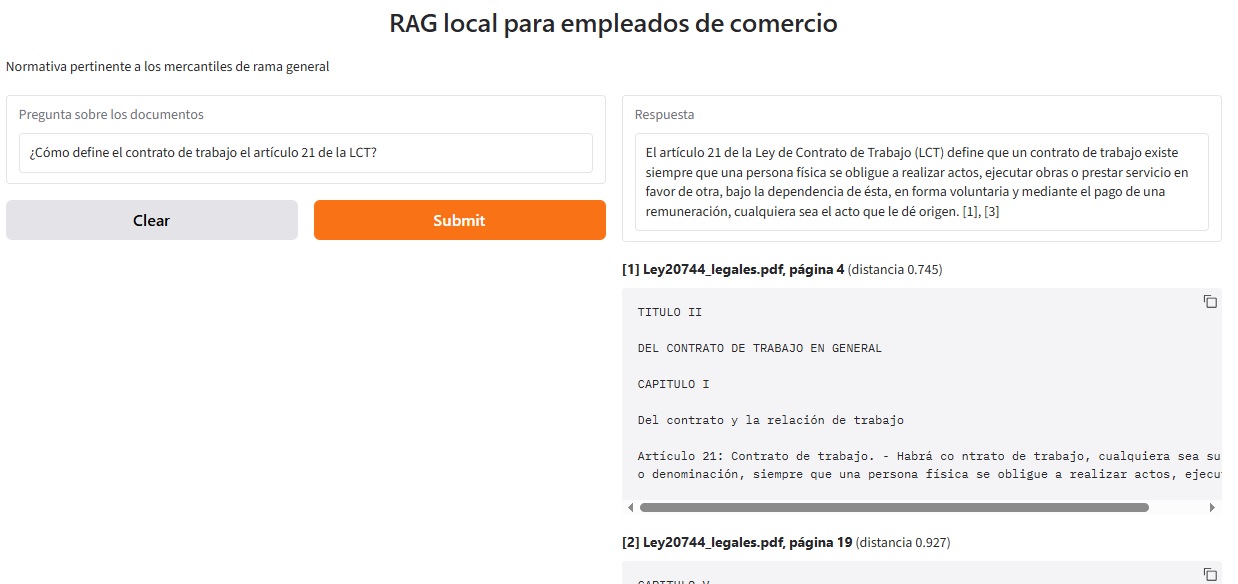 RAG local para empleados de comercio
Normativa pertinente a los mercantiles de rama general
Pregunta sobre los documentos
¿Cómo define el contrato de trabajo el artículo 21 de la LCT?
Clear
Submit
Respuesta
El artículo 21 de la Ley de Contrato de Trabajo (LCT) define que un contrato de trabajo existe
siempre que una persona física se obligue a realizar actos, ejecutar obras o prestar servicio en
favor de otra, bajo la dependencia de ésta, en forma voluntaria y mediante el pago de una
remuneración, cualquiera sea el acto que le dé origen. [1], [3]
[1] Ley20744_legales.pdf, página 4 (distancia 0.745)
TITULO II
DEL CONTRATO DE TRABAJO EN GENERAL
CAPITULO I
Del contrato y la relación de trabajo
Artículo 21: Contrato de trabajo. - Habrá co ntrato de trabajo, cualquiera sea su
o denominación, siempre que una persona física se obligue a realizar actos,
[2] Ley20744_legales.pdf, página 19 (distancia 0.927)
CAPITULO V